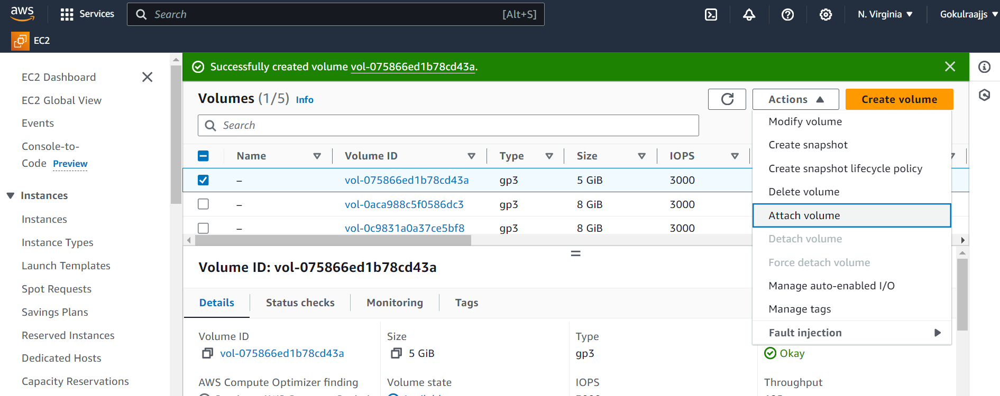 aws
Services
Search [Alt+S]
N. Virginia
Gokulraajjs
EC2
EC2 Dashboard
EC2 Global View
Events
Console-to-
Code Preview
Instances
Instances
Instance Types
Launch Templates
Spot Requests
Savings Plans
Reserved Instances
Dedicated Hosts
Capacity Reservations
Successfully created volume vol-075866ed1b78cd43a.
Volumes (1/5) Info
Actions
Create volume
Search
Name Volume ID Type Size IOPS
– vol-075866ed1b78cd43a gp3 5 GiB 3000
– vol-0aca988c5f0586dc3 gp3 8 GiB 3000
– vol-0c9831a0a37ce5bf8 gp3 8 GiB 3000
Modify volume
Create snapshot
Create snapshot lifecycle policy
Delete volume
Attach volume
Detach volume
Force detach volume
Manage auto-enabled I/O
Manage tags
Fault injection
Volume ID: vol-075866ed1b78cd43a
Details Status checks Monitoring Tags
Volume ID
vol-075866ed1b78cd43a
Size
5 GiB
Type
gp3
Okay
AWS Compute Optimizer finding
Volume state
IOPS
Throughput